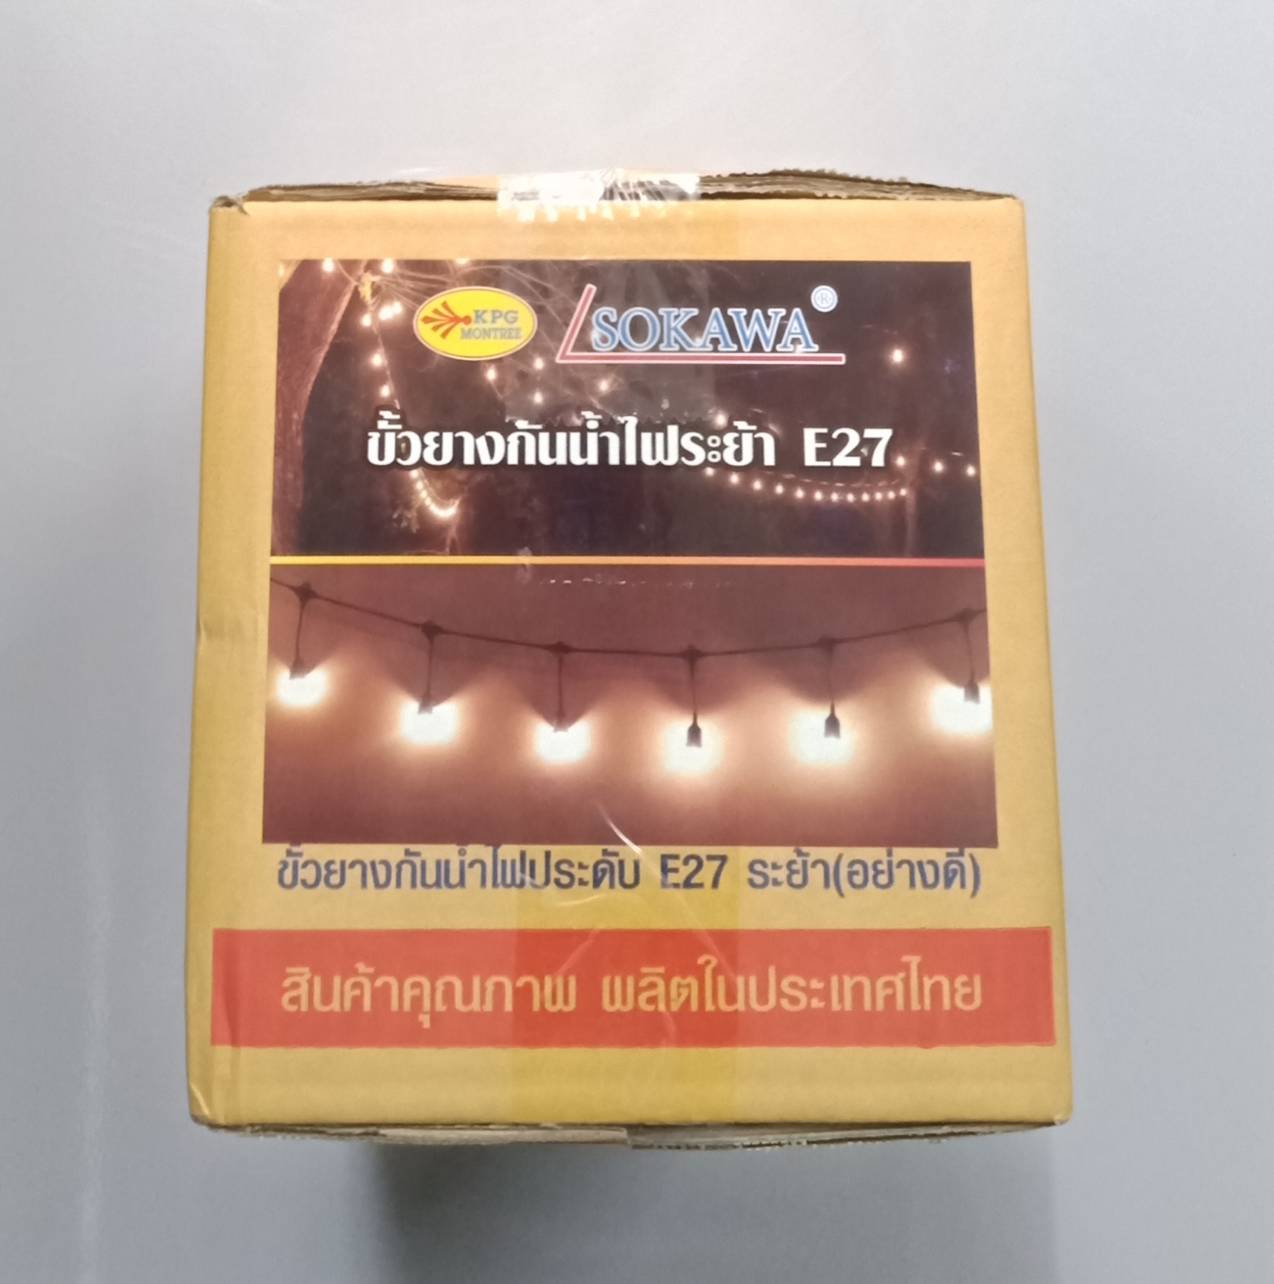 KPG
MONTREE
SOKAWA®
ขั้วยางกันน้ำไฟระย้า E27
ขั้วยางกันน้ำไฟประดับ E27 ระย้า(อย่างดี)
สินค้าคุณภาพ ผลิตในประเทศไทย